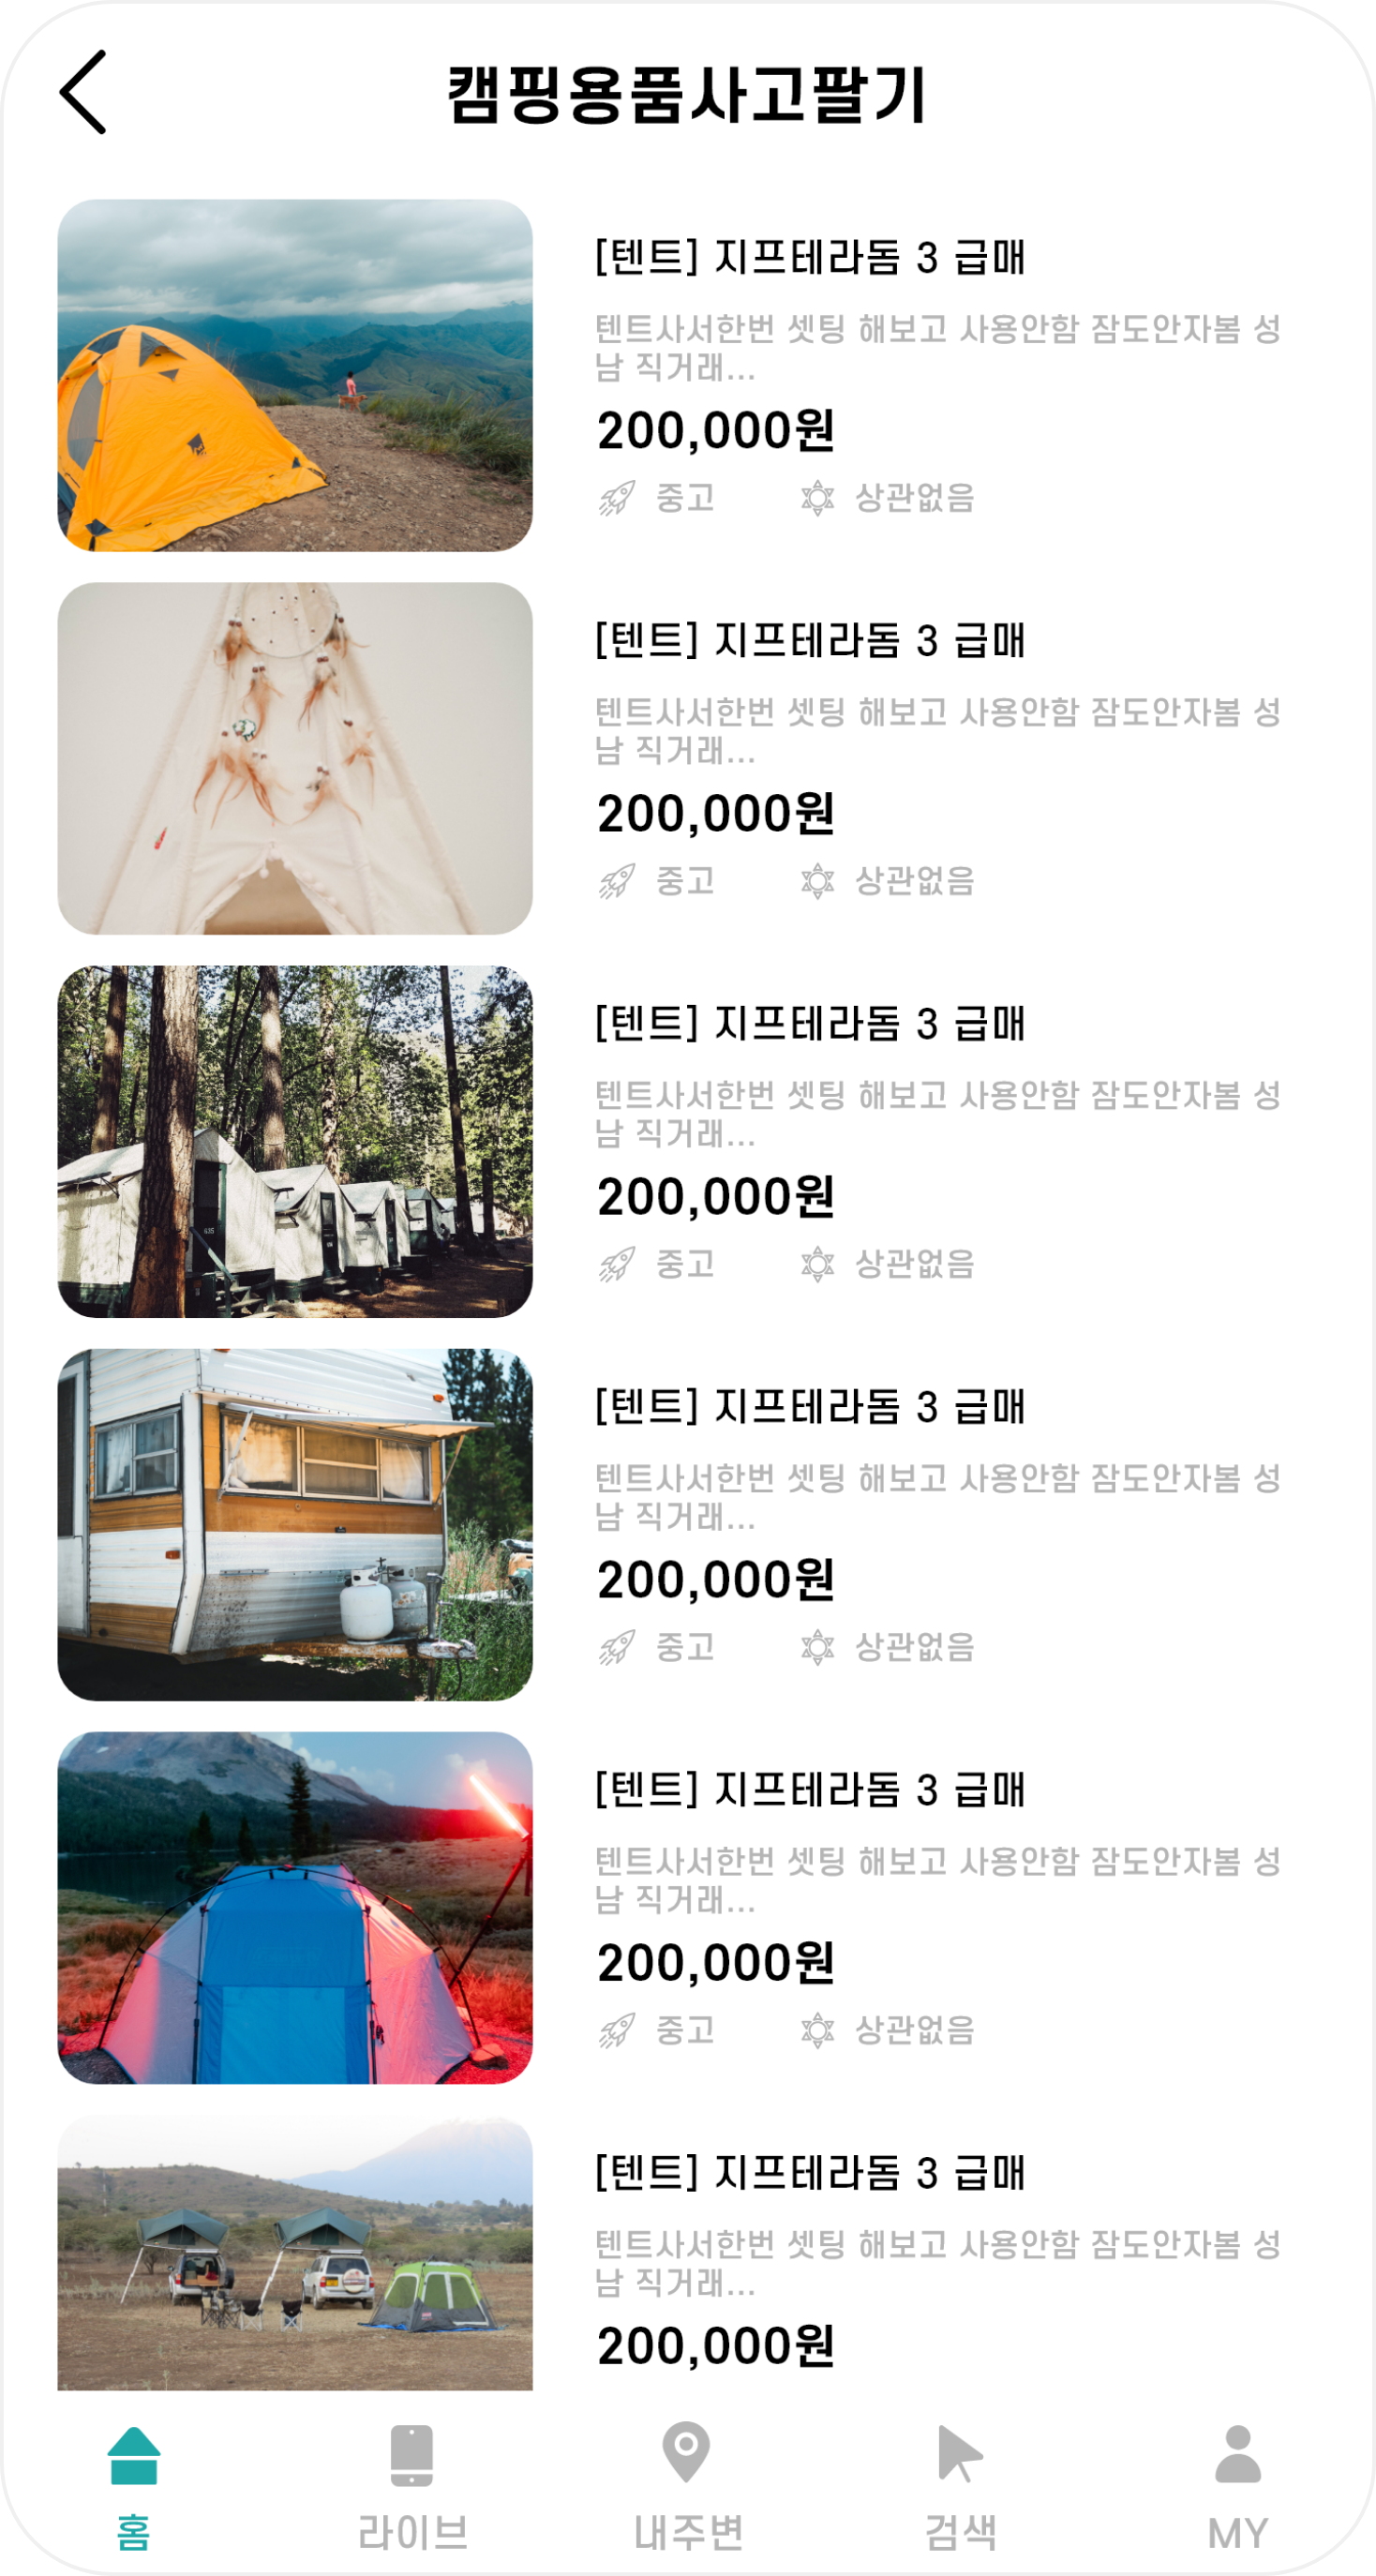 캠핑용품사고팔기
[텐트] 지프테라돔 3 급매
텐트사서한번 셋팅 해보고 사용안함 잠도안자봄 성
남 직거래...
200,000원
중고 상관없음
[텐트] 지프테라돔 3 급매
텐트사서한번 셋팅 해보고 사용안함 잠도안자봄 성
남 직거래...
200,000원
중고 상관없음
[텐트] 지프테라돔 3 급매
텐트사서한번 셋팅 해보고 사용안함 잠도안자봄 성
남 직거래...
200,000원
중고 상관없음
[텐트] 지프테라돔 3 급매
텐트사서한번 셋팅 해보고 사용안함 잠도안자봄 성
남 직거래...
200,000원
중고 상관없음
[텐트] 지프테라돔 3 급매
텐트사서한번 셋팅 해보고 사용안함 잠도안자봄 성
남 직거래...
200,000원
중고 상관없음
[텐트] 지프테라돔 3 급매
텐트사서한번 셋팅 해보고 사용안함 잠도안자봄 성
남 직거래...
200,000원
홈 라이브 내주변 검색 MY